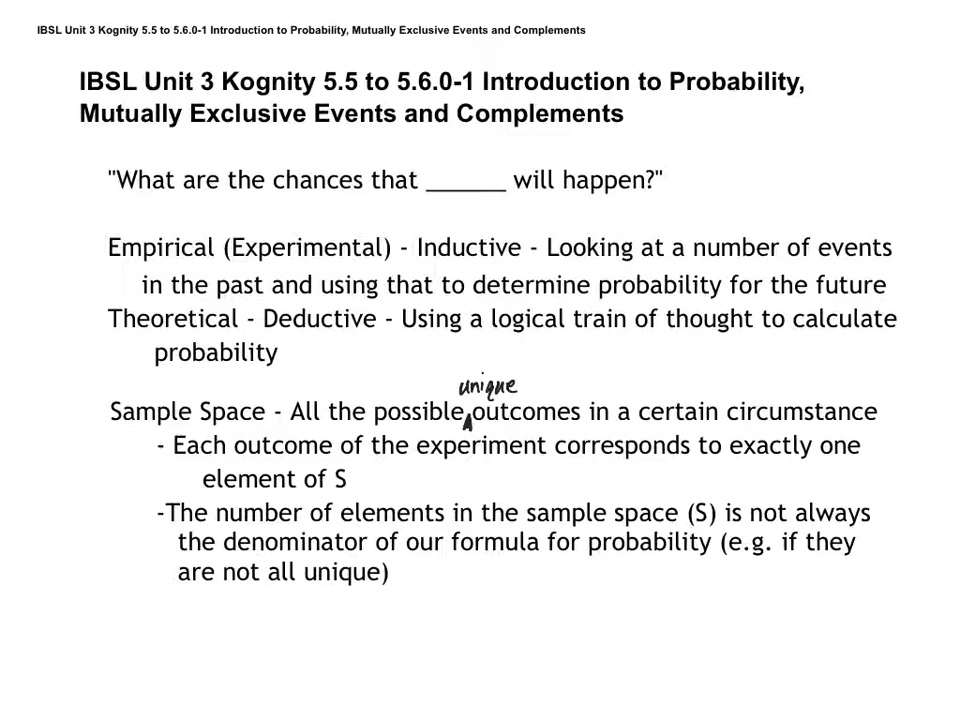 IBSL Unit 3 Kognity 5.5 to 5.6.0-1 Introduction to Probability, Mutually Exclusive Events and Complements
IBSL Unit 3 Kognity 5.5 to 5.6.0-1 Introduction to Probability,
Mutually Exclusive Events and Complements
"What are the chances that ______ will happen?"
Empirical (Experimental) - Inductive - Looking at a number of events
in the past and using that to determine probability for the future
Theoretical - Deductive - Using a logical train of thought to calculate
probability
unique
Sample Space - All the possible outcomes in a certain circumstance
- Each outcome of the experiment corresponds to exactly one
element of S
-The number of elements in the sample space (S) is not always
the denominator of our formula for probability (e.g. if they
are not all unique)